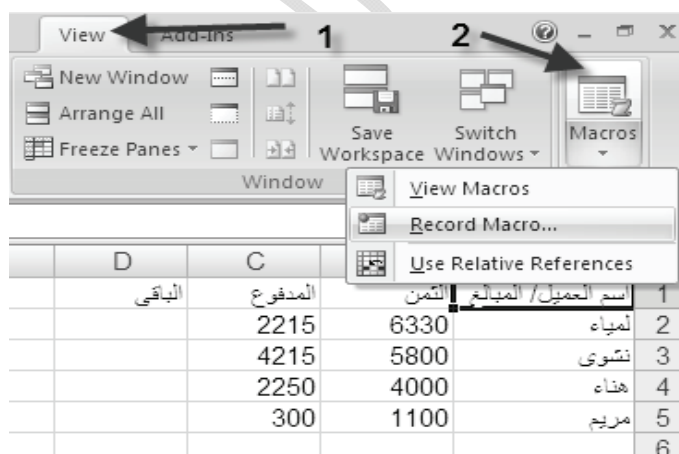 View Add-Ins 1 2
New Window
Arrange All
Freeze Panes
Save Workspace
Switch Windows
Macros
Window
View Macros
Record Macro...
Use Relative References
D C
اسم العميل/ المبالغ الثمن المدفوع الباقي 1
لمياء 6330 2215 2
نشوى 5800 4215 3
هناء 4000 2250 4
مريم 1100 300 5
6